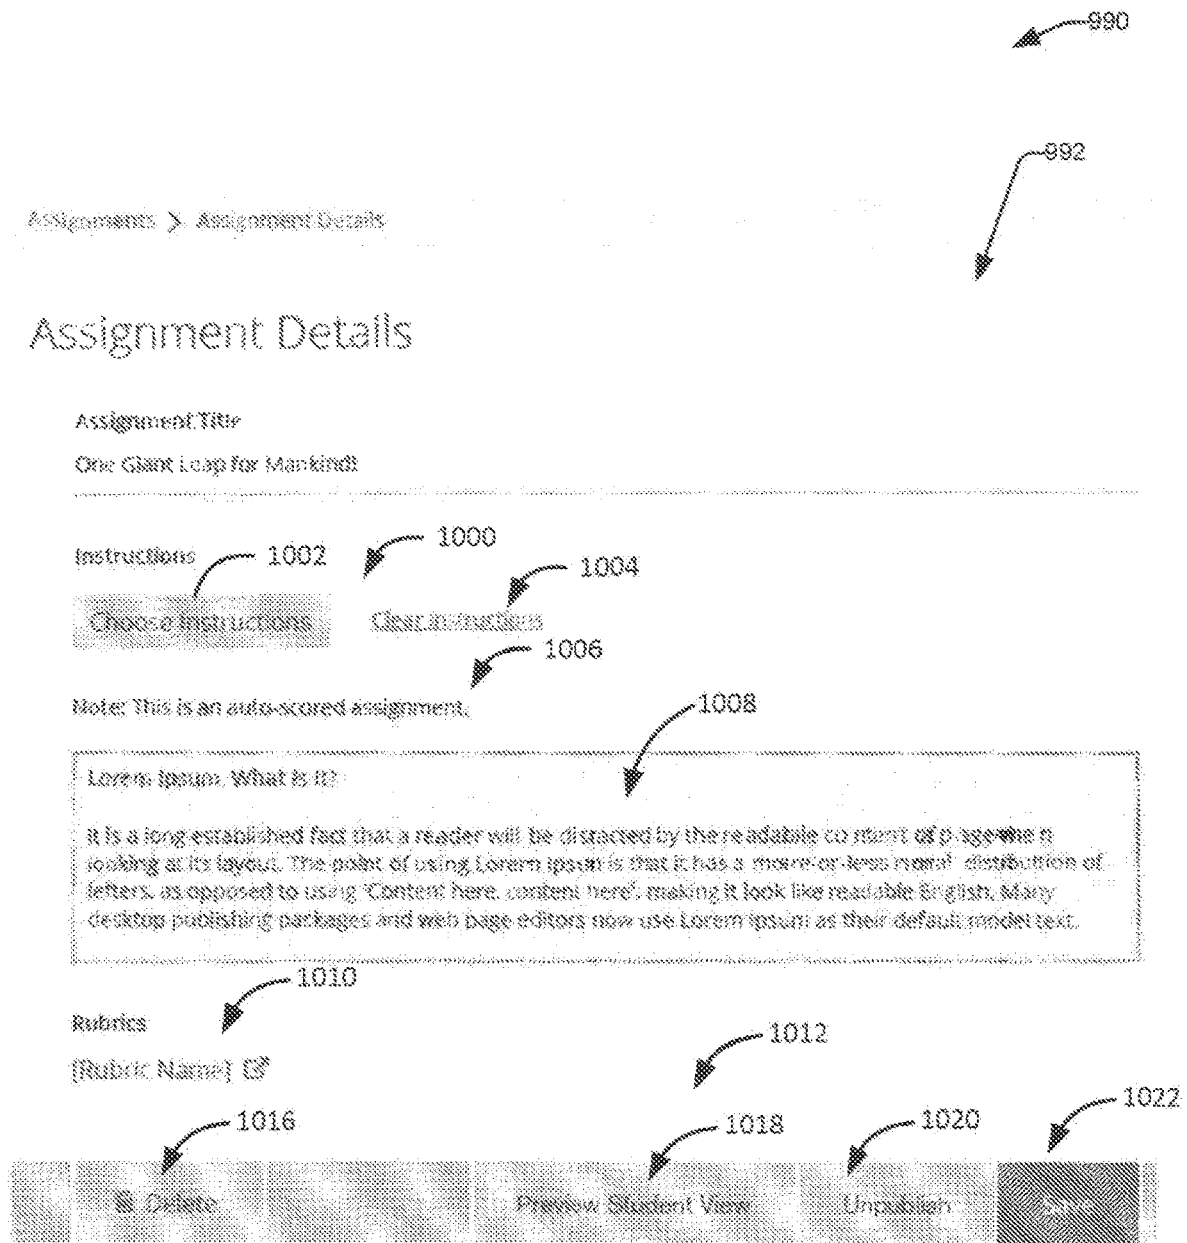 990
992
Assignments > Assignment Details
Assignment Details
Assignment Title
One Giant Leap for Mankind!
Instructions
1002
1000
1004
Choose Instructions
Clear Instructions
1006
Note: This is an auto-scored assignment.
1008
Lorem Ipsum. What is it?
It is a long established fact that a reader will be distacted by the readable of page
looking at its layout. The point of using Lorem Ipsum is that it has a more-or-less distribution of
letters, as opposed to using 'Content here, content here', making it look like readable English. Many
desktop publishing packages and web page editors now use Lorem Ipsum as their default model text.
1010
Rubrics
[Rubric Name]
1012
1016
1018
1020
1022
Delete
Preview Student View
Unpublish
Save